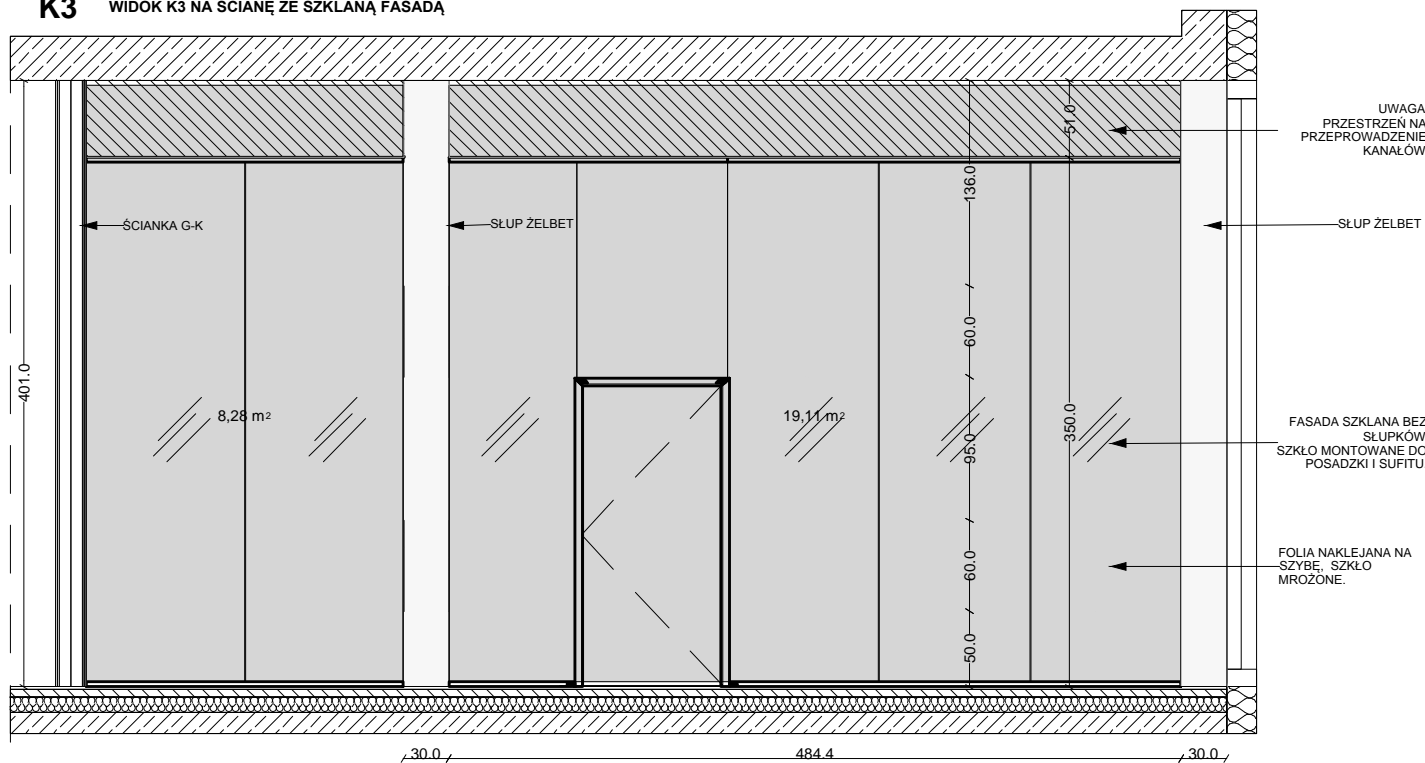 K3 WIDOK K3 NA ŚCIANĘ ZE SZKLANĄ FASADĄ
UWAGA
PRZESTRZEŃ NA
PRZEPROWADZENIE
KANAŁÓW
51.0
136.0
ŚCIANKA G-K
SŁUP ŻELBET
SŁUP ŻELBET
60.0
401.0
8,28 m²
19,11 m²
95.0
350.0
FASADA SZKLANA BEZ
SŁUPKÓW
SZKŁO MONTOWANE DO
POSADZKI I SUFITU
60.0
FOLIA NAKLEJANA NA
SZYBĘ, SZKŁO
MROŻONE.
50.0
30.0
484.4
30.0